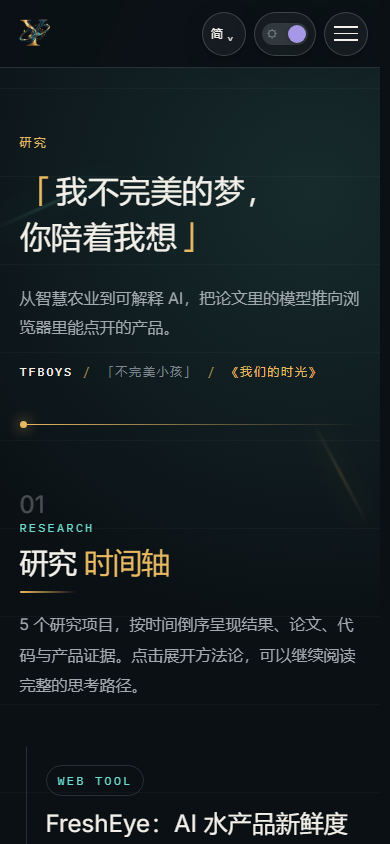 简
研究
「我不完美的梦，
你陪着我想」
从智慧农业到可解释 AI，把论文里的模型推向浏
览器里能点开的产品。
TFBOYS / 「不完美小孩」 / 《我们的时光》
01
RESEARCH
研究 时间轴
5 个研究项目，按时间倒序呈现结果、论文、代
码与产品证据。点击展开方法论，可以继续阅读
完整的思考路径。
WEB TOOL
FreshEye：AI 水产品新鲜度